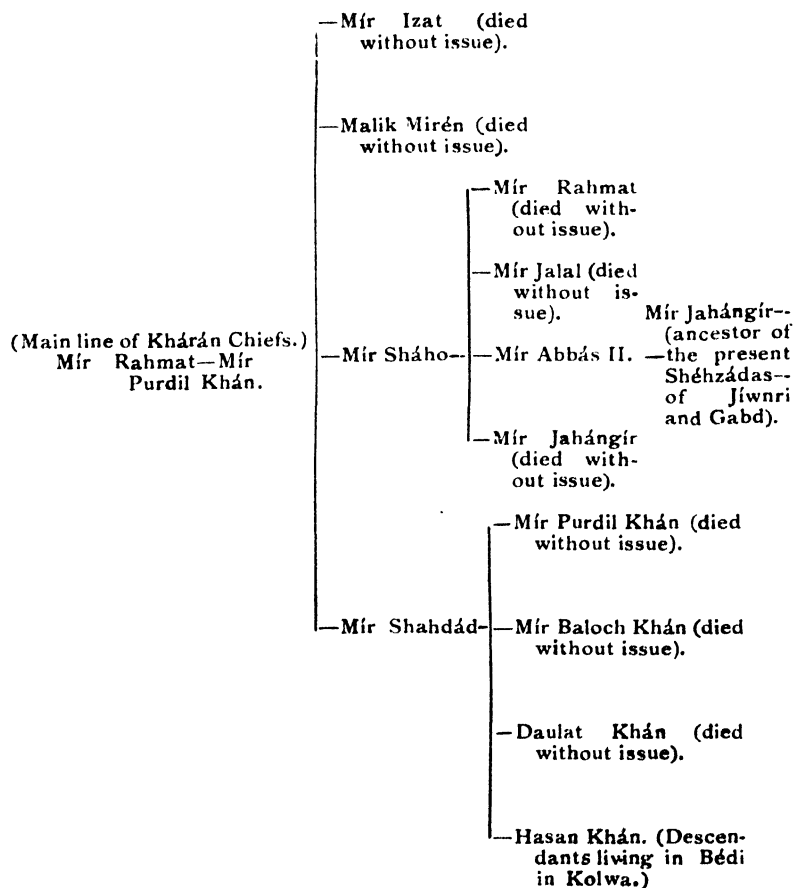 (Main line of Khárán Chiefs.)
Mír Rahmat—Mír
Purdil Khán.
—Mír Izat (died
without issue).
—Malik Mirén (died
without issue).
—Mír Sháho—
—Mír Rahmat
(died with-
out issue).
—Mír Jalal (died
without is-
sue).
—Mír Abbás II.
Mír Jahángír--
(ancestor of
—the present
Shéhzádas--
of Jíwnri
and Gabd).
—Mír Jahángír
(died with-
out issue).
—Mír Shahdád-
—Mír Purdil Khán (died
without issue).
—Mír Baloch Khán (died
without issue).
—Daulat Khán (died
without issue).
—Hasan Khán. (Descen-
dants living in Bédi
in Kolwa.)